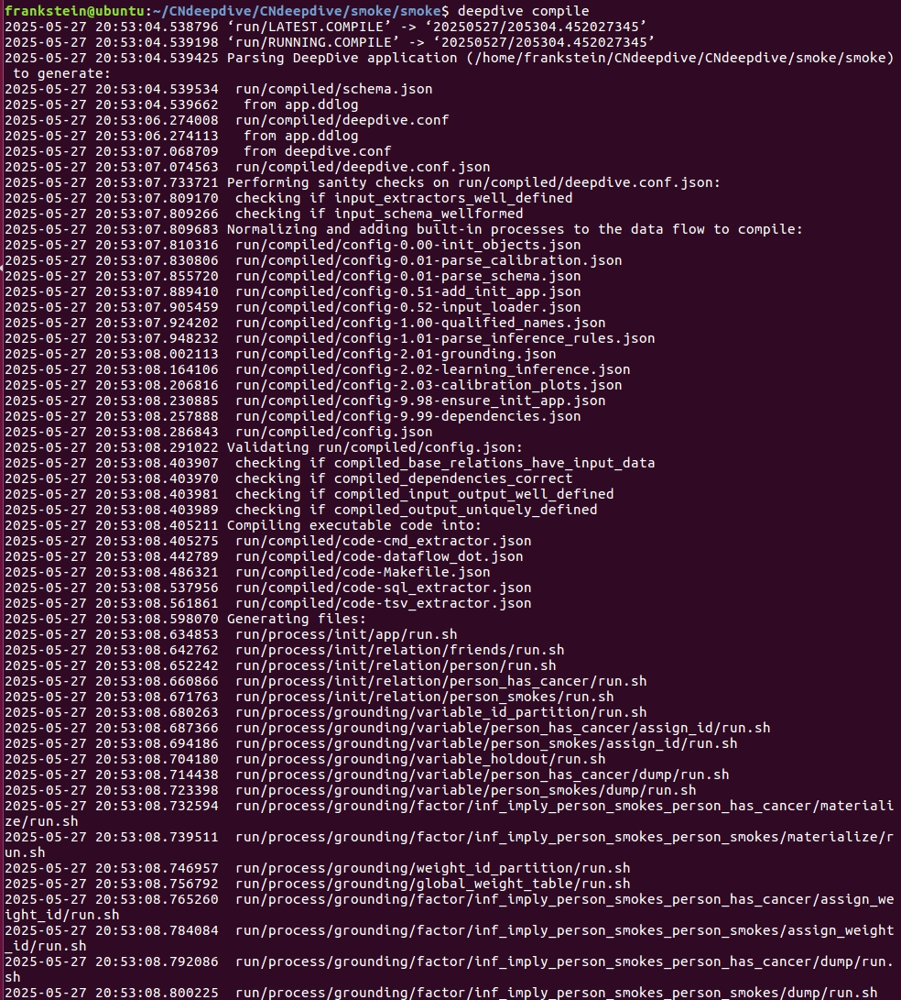 frankstein@ubuntu:~/CNdeepdive/CNdeepdive/smoke/smoke$ deepdive compile
2025-05-27 20:53:04.538796 ‘run/LATEST.COMPILE’ -> ‘20250527/205304.452027345’
2025-05-27 20:53:04.539198 ‘run/RUNNING.COMPILE’ -> ‘20250527/205304.452027345’
2025-05-27 20:53:04.539425 Parsing DeepDive application (/home/frankstein/CNdeepdive/CNdeepdive/smoke/smoke)
 to generate:
2025-05-27 20:53:04.539534  run/compiled/schema.json
2025-05-27 20:53:04.539662   from app.ddlog
2025-05-27 20:53:06.274008  run/compiled/deepdive.conf
2025-05-27 20:53:06.274113   from app.ddlog
2025-05-27 20:53:07.068709   from deepdive.conf
2025-05-27 20:53:07.074563  run/compiled/deepdive.conf.json
2025-05-27 20:53:07.733721 Performing sanity checks on run/compiled/deepdive.conf.json:
2025-05-27 20:53:07.809170  checking if input_extractors_well_defined
2025-05-27 20:53:07.809266  checking if input_schema_wellformed
2025-05-27 20:53:07.809683 Normalizing and adding built-in processes to the data flow to compile:
2025-05-27 20:53:07.810316  run/compiled/config-0.00-init_objects.json
2025-05-27 20:53:07.830806  run/compiled/config-0.01-parse_calibration.json
2025-05-27 20:53:07.855720  run/compiled/config-0.01-parse_schema.json
2025-05-27 20:53:07.889410  run/compiled/config-0.51-add_init_app.json
2025-05-27 20:53:07.905459  run/compiled/config-0.52-input_loader.json
2025-05-27 20:53:07.924202  run/compiled/config-1.00-qualified_names.json
2025-05-27 20:53:07.948232  run/compiled/config-1.01-parse_inference_rules.json
2025-05-27 20:53:08.002113  run/compiled/config-2.01-grounding.json
2025-05-27 20:53:08.164106  run/compiled/config-2.02-learning_inference.json
2025-05-27 20:53:08.206816  run/compiled/config-2.03-calibration_plots.json
2025-05-27 20:53:08.230885  run/compiled/config-9.98-ensure_init_app.json
2025-05-27 20:53:08.257888  run/compiled/config-9.99-dependencies.json
2025-05-27 20:53:08.286843  run/compiled/config.json
2025-05-27 20:53:08.291022 Validating run/compiled/config.json:
2025-05-27 20:53:08.403907  checking if compiled_base_relations_have_input_data
2025-05-27 20:53:08.403970  checking if compiled_dependencies_correct
2025-05-27 20:53:08.403981  checking if compiled_input_output_well_defined
2025-05-27 20:53:08.403989  checking if compiled_output_uniquely_defined
2025-05-27 20:53:08.405211 Compiling executable code into:
2025-05-27 20:53:08.405275  run/compiled/code-cmd_extractor.json
2025-05-27 20:53:08.442789  run/compiled/code-dataflow_dot.json
2025-05-27 20:53:08.486321  run/compiled/code-Makefile.json
2025-05-27 20:53:08.537956  run/compiled/code-sql_extractor.json
2025-05-27 20:53:08.561861  run/compiled/code-tsv_extractor.json
2025-05-27 20:53:08.598070 Generating files:
2025-05-27 20:53:08.634853  run/process/init/app/run.sh
2025-05-27 20:53:08.642762  run/process/init/relation/friends/run.sh
2025-05-27 20:53:08.652242  run/process/init/relation/person/run.sh
2025-05-27 20:53:08.660866  run/process/init/relation/person_has_cancer/run.sh
2025-05-27 20:53:08.671763  run/process/init/relation/person_smokes/run.sh
2025-05-27 20:53:08.680263  run/process/grounding/variable_id_partition/run.sh
2025-05-27 20:53:08.687366  run/process/grounding/variable/person_has_cancer/assign_id/run.sh
2025-05-27 20:53:08.694186  run/process/grounding/variable/person_smokes/assign_id/run.sh
2025-05-27 20:53:08.704180  run/process/grounding/variable_holdout/run.sh
2025-05-27 20:53:08.714438  run/process/grounding/variable/person_has_cancer/dump/run.sh
2025-05-27 20:53:08.723398  run/process/grounding/variable/person_smokes/dump/run.sh
2025-05-27 20:53:08.732594  run/process/grounding/factor/inf_imply_person_smokes_person_has_cancer/materiali
ze/run.sh
2025-05-27 20:53:08.739511  run/process/grounding/factor/inf_imply_person_smokes_person_smokes/materialize/r
un.sh
2025-05-27 20:53:08.746957  run/process/grounding/weight_id_partition/run.sh
2025-05-27 20:53:08.756792  run/process/grounding/global_weight_table/run.sh
2025-05-27 20:53:08.765260  run/process/grounding/factor/inf_imply_person_smokes_person_has_cancer/assign_we
ight_id/run.sh
2025-05-27 20:53:08.784084  run/process/grounding/factor/inf_imply_person_smokes_person_smokes/assign_weight
_id/run.sh
2025-05-27 20:53:08.792086  run/process/grounding/factor/inf_imply_person_smokes_person_has_cancer/dump/run.
sh
2025-05-27 20:53:08.800225  run/process/grounding/factor/inf_imply_person_smokes_person_smokes/dump/run.sh